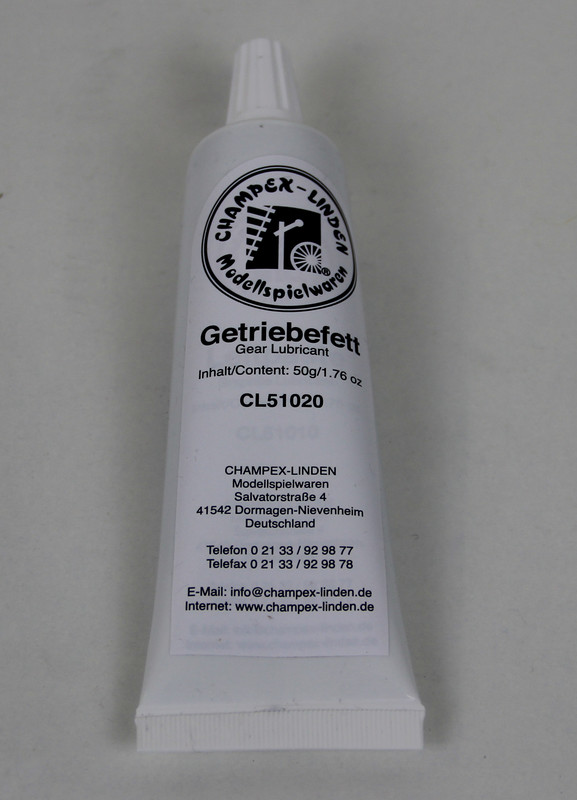 CHAMPEX-LINDEN
®
Modellspielwaren
Getriebefett
Gear Lubricant
Inhalt/Content: 50g/1.76 oz
CL51020
CHAMPEX-LINDEN
Modellspielwaren
Salvatorstraße 4
41542 Dormagen-Nievenheim
Deutschland
Telefon 0 21 33 / 92 98 77
Telefax 0 21 33 / 92 98 78
E-Mail: info@champex-linden.de
Internet: www.champex-linden.de